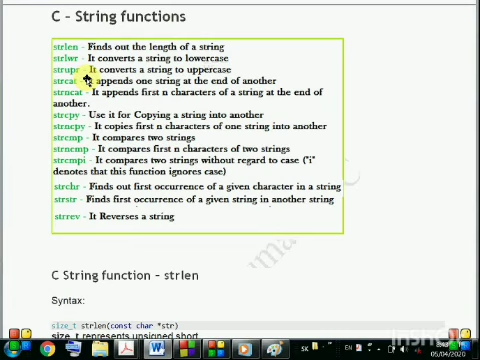 C - String functions
strlen - Finds out the length of a string
strlwr - It converts a string to lowercase
strupr - It converts a string to uppercase
strcat - It appends one string at the end of another
strncat - It appends first n characters of a string at the end of
another.
strcpy - Use it for Copying a string into another
strncpy - It copies first n characters of one string into another
strcmp - It compares two strings
strncmp - It compares first n characters of two strings
strcmpi - It compares two strings without regard to case ("i"
denotes that this function ignores case)
strchr - Finds out first occurrence of a given character in a string
strstr - Finds first occurrence of a given string in another string
strrev - It Reverses a string
C String function – strlen
Syntax:
size_t strlen(const char *str)
size_t represents unsigned short
SK
EN
05/04/2020